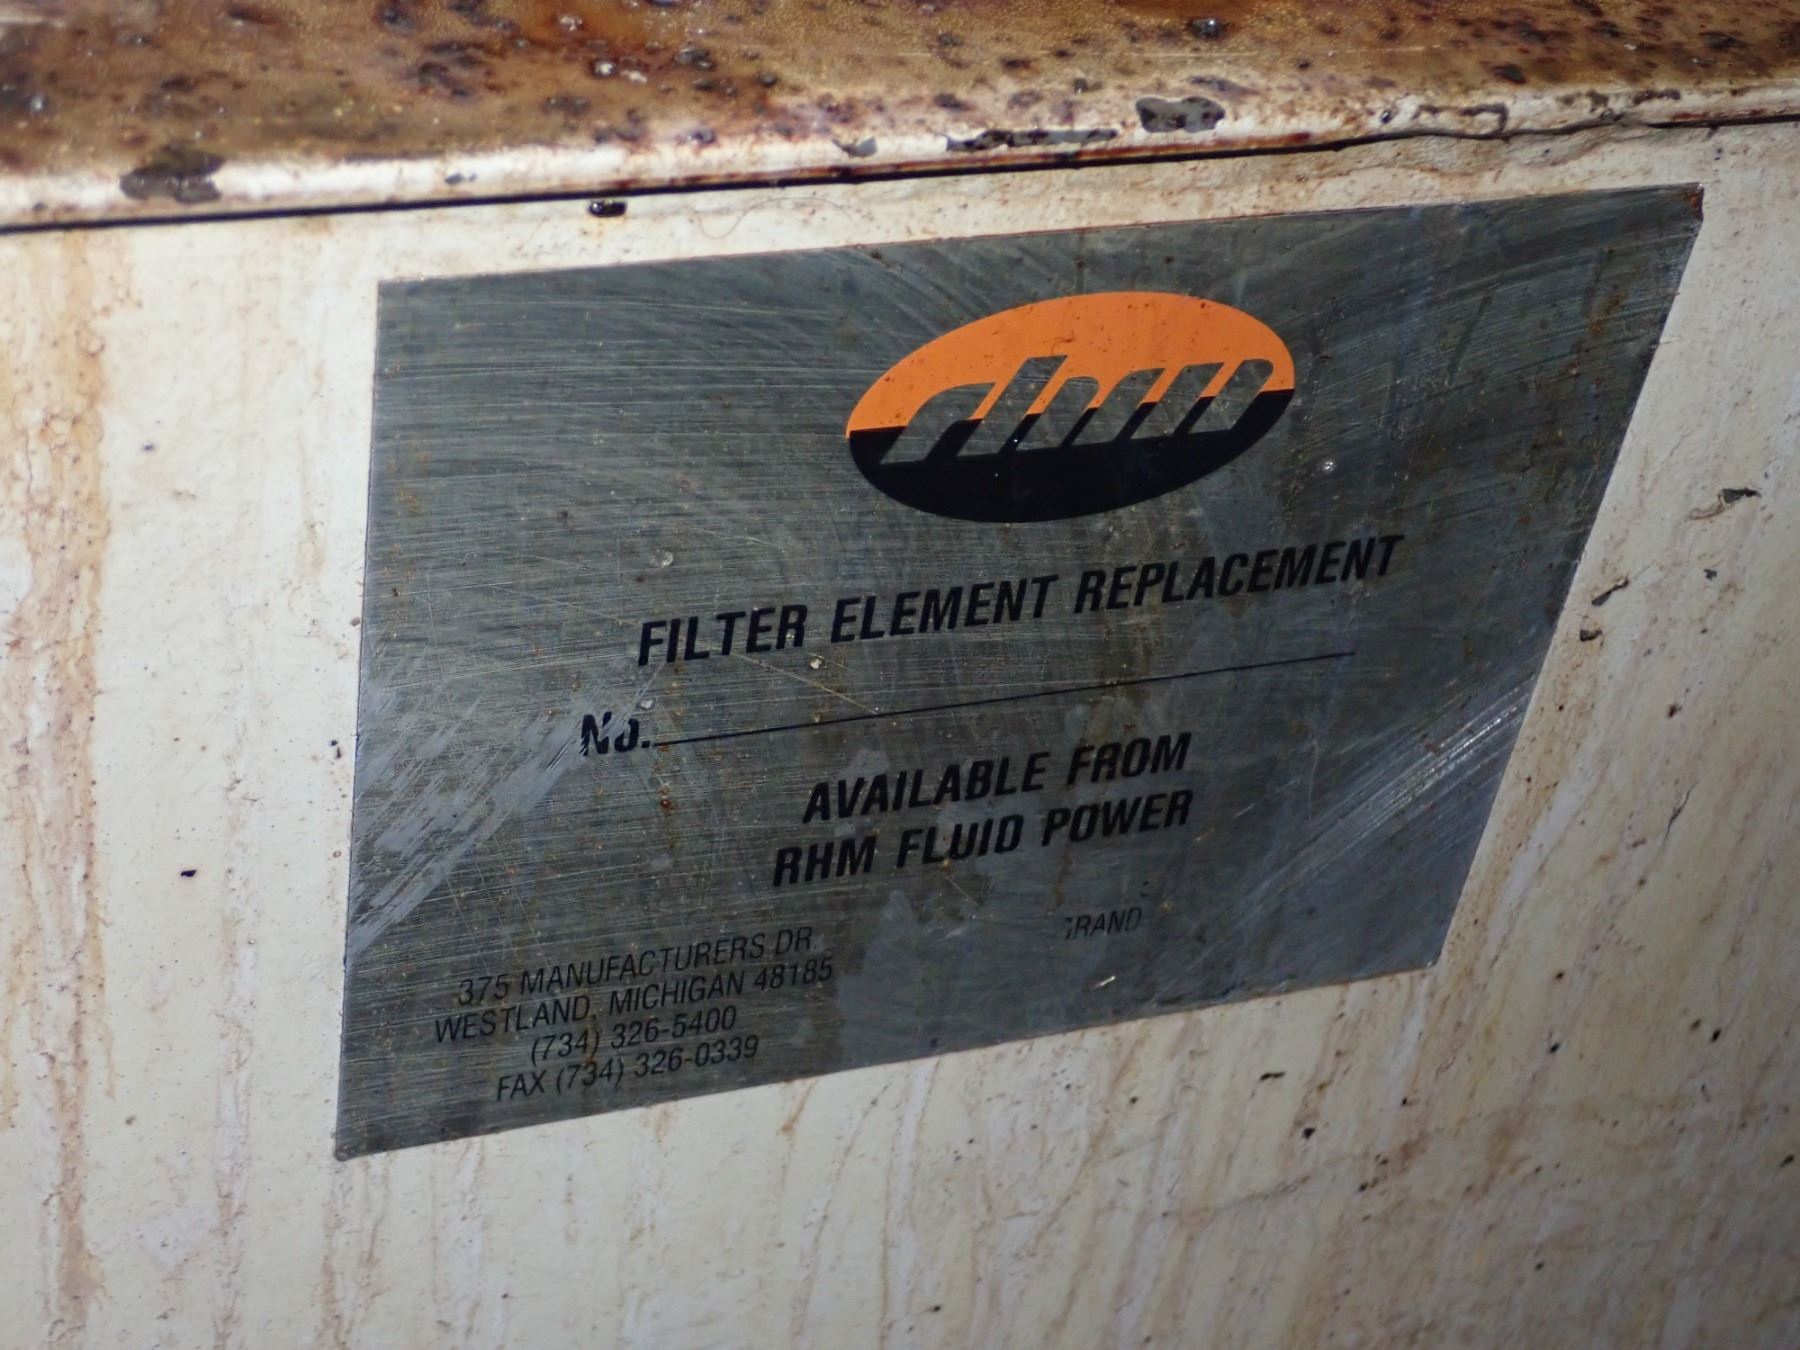 rhm
FILTER ELEMENT REPLACEMENT
No.
AVAILABLE FROM
RHM FLUID POWER
375 MANUFACTURERS DR.
WESTLAND, MICHIGAN 48185
(734) 326-5400
FAX (734) 326-0339
RAND